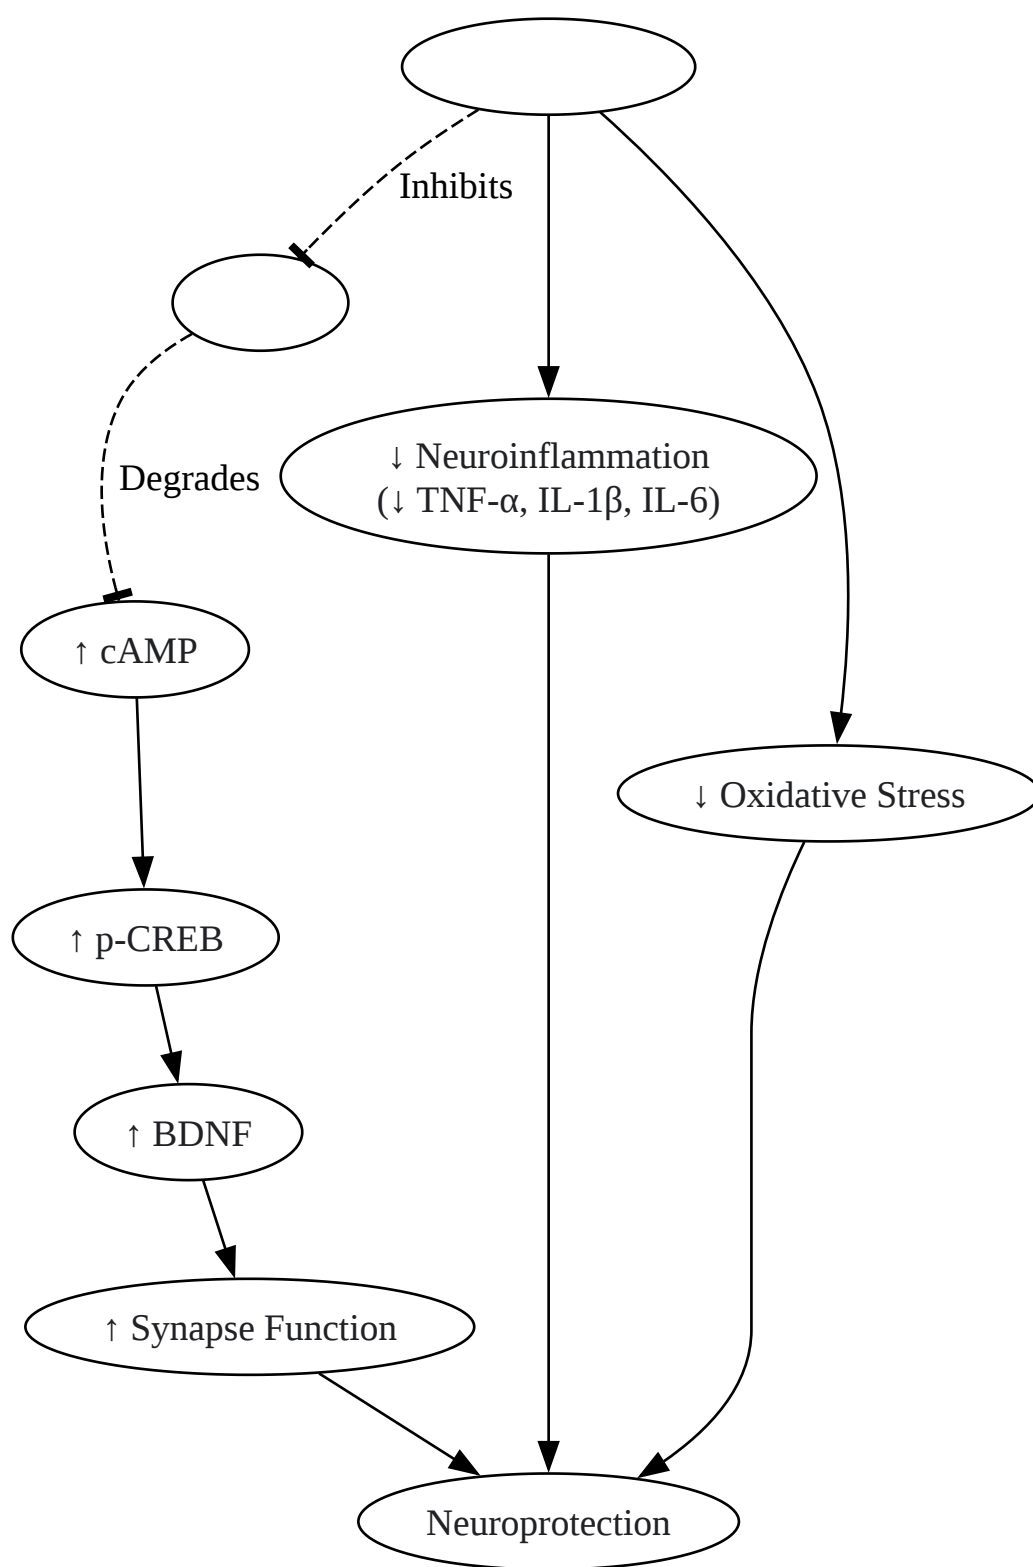 Inhibits
↓ Neuroinflammation
(↓ TNF-α, IL-1β, IL-6)
Degrades
↑ cAMP
↓ Oxidative Stress
↑ p-CREB
↑ BDNF
↑ Synapse Function
Neuroprotection